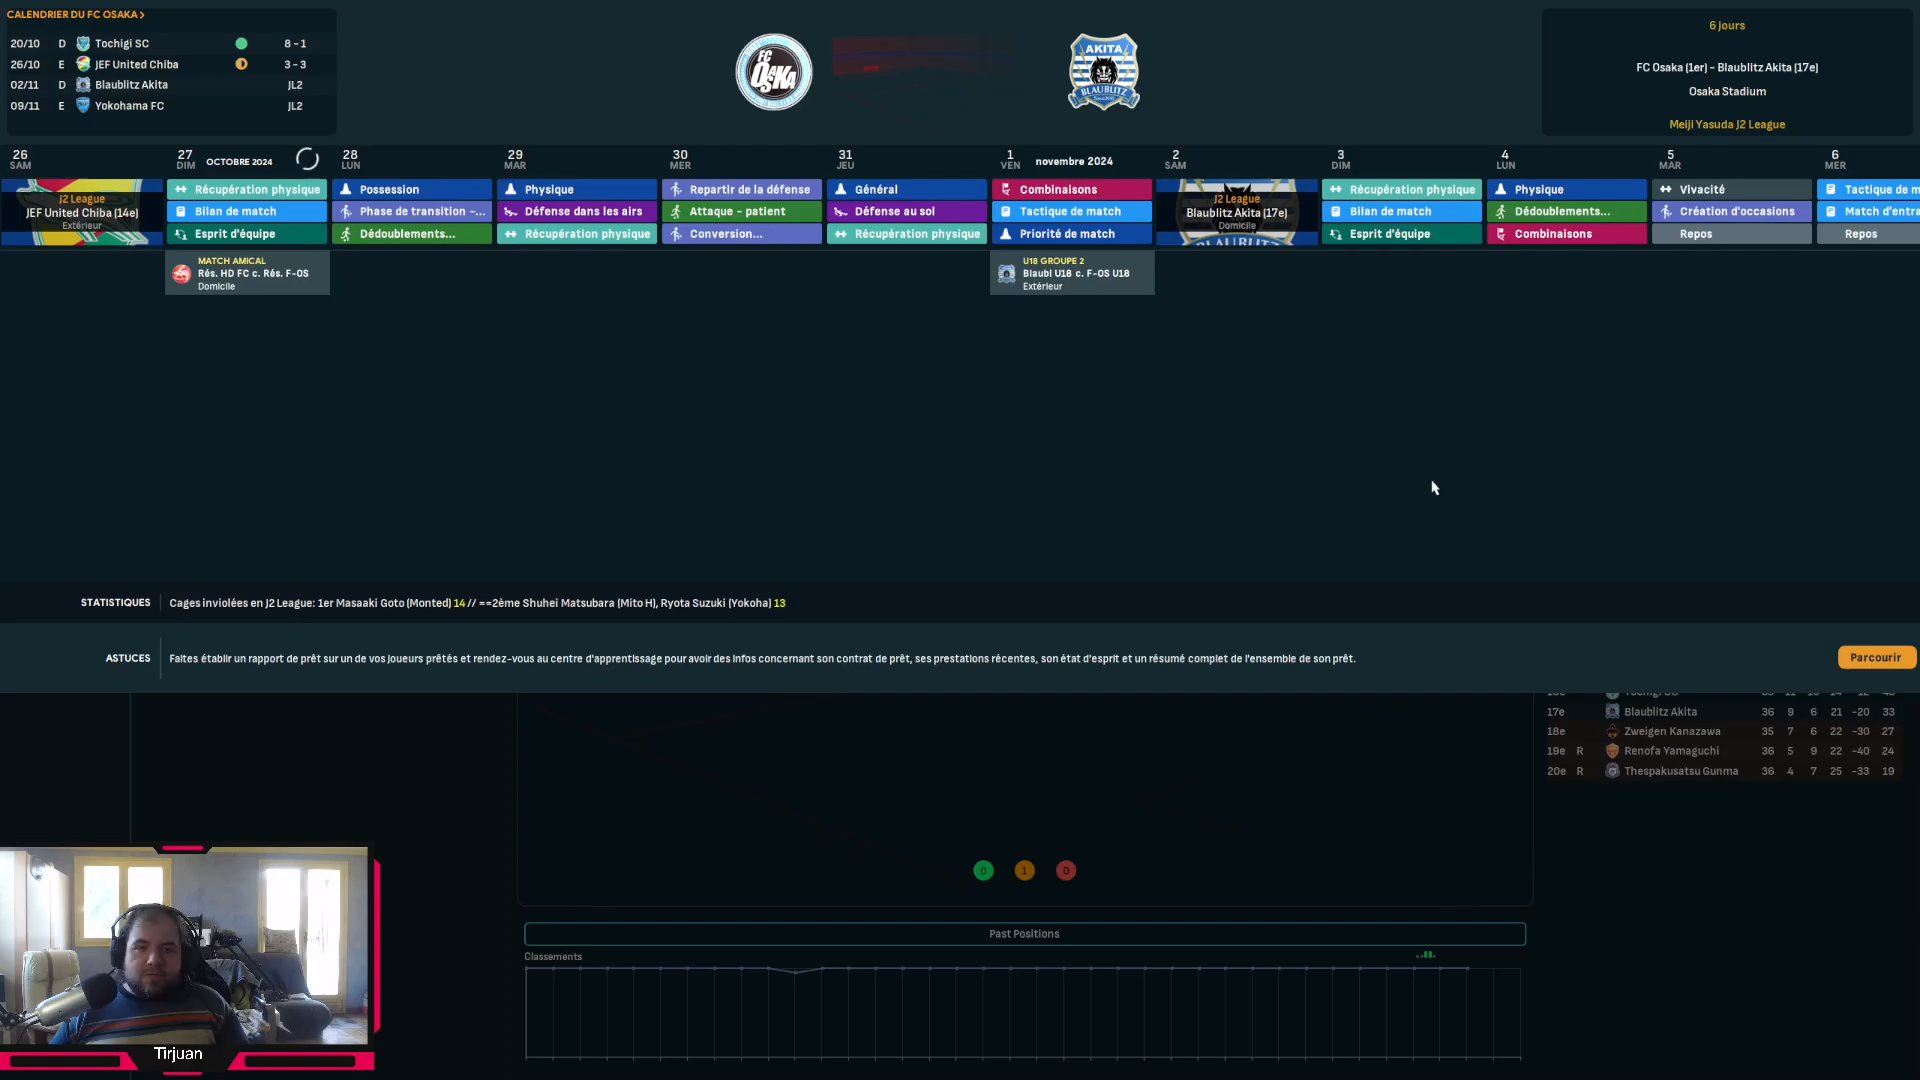 CALENDRIER DU FC OSAKA >
20/10 D Tochigi SC 8 - 1
26/10 E JEF United Chiba 3 - 3
02/11 D Blaublitz Akita JL2
09/11 E Yokohama FC JL2
FC OSAKA
AKITA
BLAUBLITZ
6 jours
FC Osaka (1er) - Blaublitz Akita (17e)
Osaka Stadium
Meiji Yasuda J2 League
26 SAM
27 DIM OCTOBRE 2024
28 LUN
29 MAR
30 MER
31 JEU
1 VEN novembre 2024
2 SAM
3 DIM
4 LUN
5 MAR
6 MER
J2 League
JEF United Chiba (14e)
Extérieur
Récupération physique
Bilan de match
Esprit d'équipe
Possession
Phase de transition -...
Dédoublements...
Physique
Défense dans les airs
Récupération physique
Repartir de la défense
Attaque - patient
Conversion...
Général
Défense au sol
Récupération physique
Combinaisons
Tactique de match
Priorité de match
J2 League
Blaublitz Akita (17e)
Domicile
Récupération physique
Bilan de match
Esprit d'équipe
Physique
Dédoublements...
Combinaisons
Vivacité
Création d'occasions
Repos
Tactique de m
Match d'entra
Repos
MATCH AMICAL
Rés. HD FC c. Rés. F-OS
Domicile
U18 GROUPE 2
Blaubl U18 c. F-OS U18
Extérieur
STATISTIQUES Cages inviolées en J2 League: 1er Masaaki Goto (Monted) 14 // ==2ème Shuhei Matsubara (Mito H), Ryota Suzuki (Yokoha) 13
ASTUCES Faites établir un rapport de prêt sur un de vos joueurs prêtés et rendez-vous au centre d'apprentissage pour avoir des infos concernant son contrat de prêt, ses prestations récentes, son état d'esprit et un résumé complet de l'ensemble de son prêt.
Parcourir
17e Blaublitz Akita 36 9 6 21 -20 33
18e Zweigen Kanazawa 35 7 6 22 -30 27
19e R Renofa Yamaguchi 36 5 9 22 -40 24
20e R Thespakusatsu Gunma 36 4 7 25 -33 19
0 1 0
Past Positions
Classements
Tirjuan